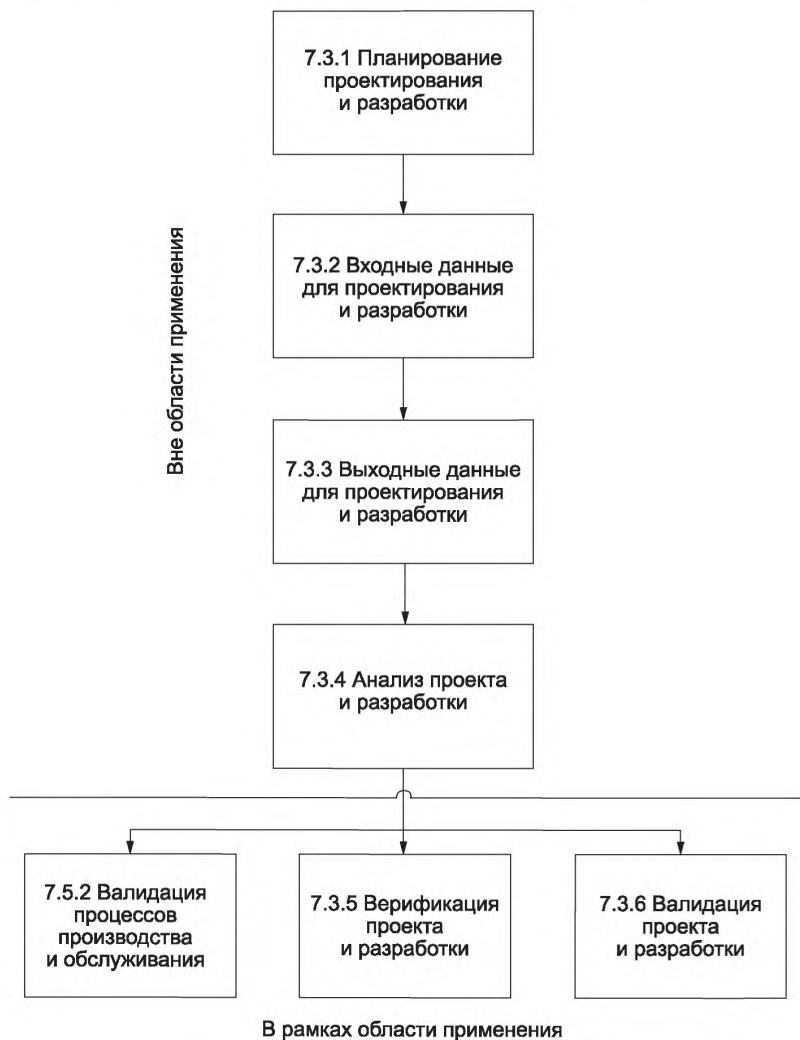 7.3.1 Планирование
проектирования
и разработки
Вне области применения
7.3.2 Входные данные
для проектирования
и разработки
7.3.3 Выходные данные
для проектирования
и разработки
7.3.4 Анализ проекта
и разработки
7.5.2 Валидация
процессов
производства
и обслуживания
7.3.5 Верификация
проекта
и разработки
7.3.6 Валидация
проекта
и разработки
В рамках области применения